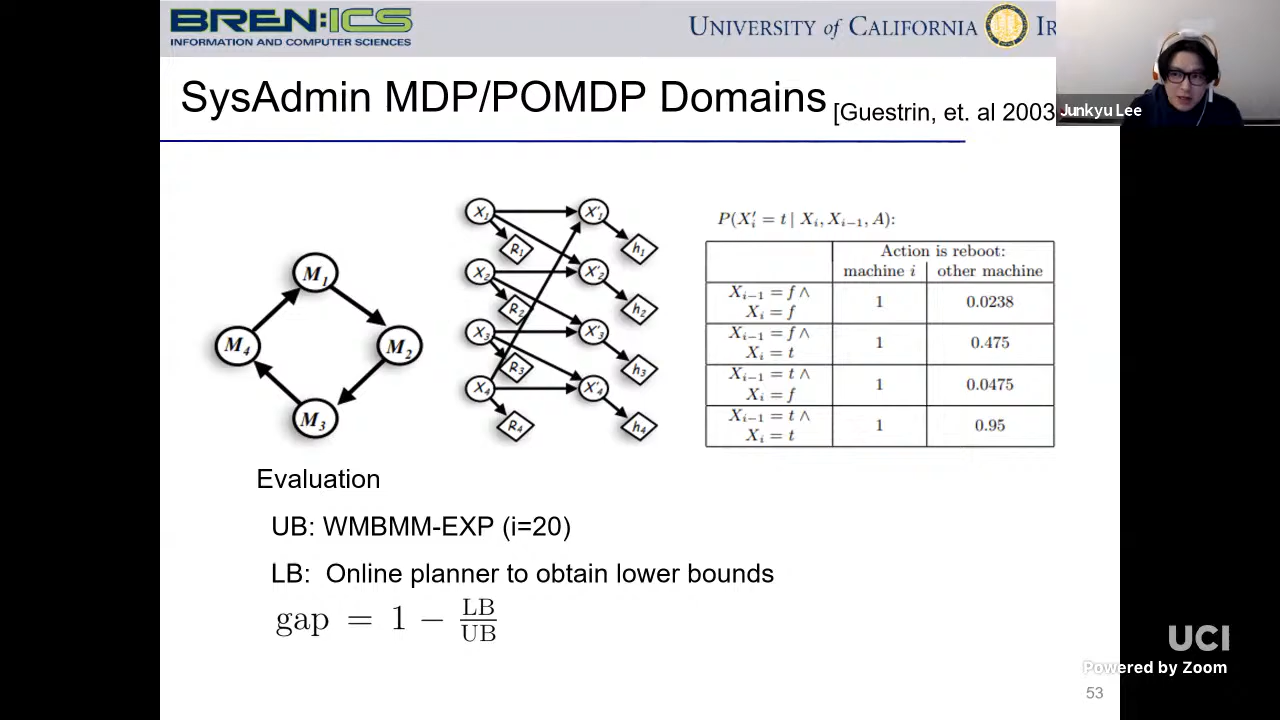 BREN:ICS
INFORMATION AND COMPUTER SCIENCES
UNIVERSITY OF CALIFORNIA
IR
Junkyu Lee
SysAdmin MDP/POMDP Domains
[Guestrin, et. al 2003
M1
M2
M3
M4
X1 X'1
R1 h1
X2 X'2
R2 h2
X3 X'3
R3 h3
X4 X'4
R4 h4
P(X'i = t | Xi, Xi−1, A):
Action is reboot:
machine i other machine
Xi−1 = f ∧
Xi = f
1 0.0238
Xi−1 = f ∧
Xi = t
1 0.475
Xi−1 = t ∧
Xi = f
1 0.0475
Xi−1 = t ∧
Xi = t
1 0.95
Evaluation
UB: WMBMM-EXP (i=20)
LB: Online planner to obtain lower bounds
gap = 1 − LB/UB
UCI
Powered by Zoom
53